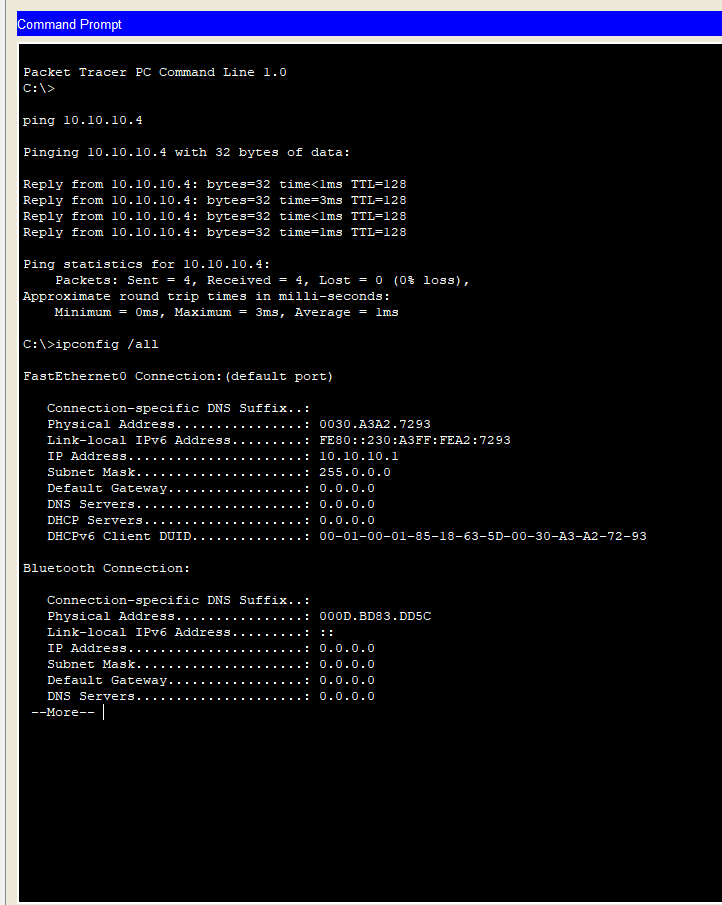 Command Prompt
Packet Tracer PC Command Line 1.0
C:\>
ping 10.10.10.4
Pinging 10.10.10.4 with 32 bytes of data:
Reply from 10.10.10.4: bytes=32 time<1ms TTL=128
Reply from 10.10.10.4: bytes=32 time=3ms TTL=128
Reply from 10.10.10.4: bytes=32 time<1ms TTL=128
Reply from 10.10.10.4: bytes=32 time=1ms TTL=128
Ping statistics for 10.10.10.4:
Packets: Sent = 4, Received = 4, Lost = 0 (0% loss),
Approximate round trip times in milli-seconds:
Minimum = 0ms, Maximum = 3ms, Average = 1ms
C:\>ipconfig /all
FastEthernet0 Connection:(default port)
Connection-specific DNS Suffix..:
Physical Address................: 0030.A3A2.7293
Link-local IPv6 Address.........: FE80::230:A3FF:FEA2:7293
IP Address......................: 10.10.10.1
Subnet Mask.....................: 255.0.0.0
Default Gateway.................: 0.0.0.0
DNS Servers.....................: 0.0.0.0
DHCP Servers....................: 0.0.0.0
DHCPv6 Client DUID..............: 00-01-00-01-85-18-63-5D-00-30-A3-A2-72-93
Bluetooth Connection:
Connection-specific DNS Suffix..:
Physical Address................: 000D.BD83.DD5C
Link-local IPv6 Address.........: ::
IP Address......................: 0.0.0.0
Subnet Mask.....................: 0.0.0.0
Default Gateway.................: 0.0.0.0
DNS Servers.....................: 0.0.0.0
--More--